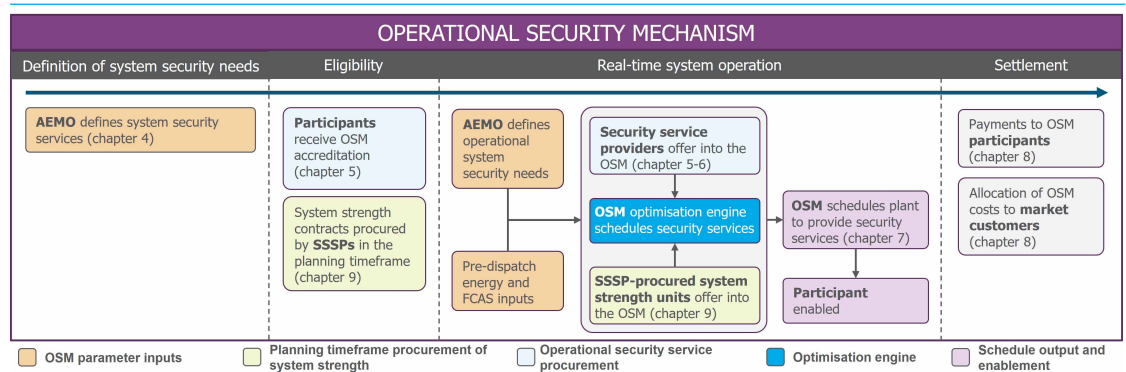 OPERATIONAL SECURITY MECHANISM
Definition of system security needs
Eligibility
Real-time system operation
Settlement
AEMO defines system security
services (chapter 4)
Participants
receive OSM
accreditation
(chapter 5)
System strength
contracts procured
by SSSPs in the
planning timeframe
(chapter 9)
AEMO defines
operational
system
security needs
Pre-dispatch
energy and
FCAS inputs
Security service
providers offer into the
OSM (chapter 5-6)
OSM optimisation engine
schedules security services
SSSP-procured system
strength units offer into
the OSM (chapter 9)
OSM schedules plant
to provide security
services (chapter 7)
Participant
enabled
Payments to OSM
participants
(chapter 8)
Allocation of OSM
costs to market
customers
(chapter 8)
OSM parameter inputs
Planning timeframe procurement of
system strength
Operational security service
procurement
Optimisation engine
Schedule output and
enablement